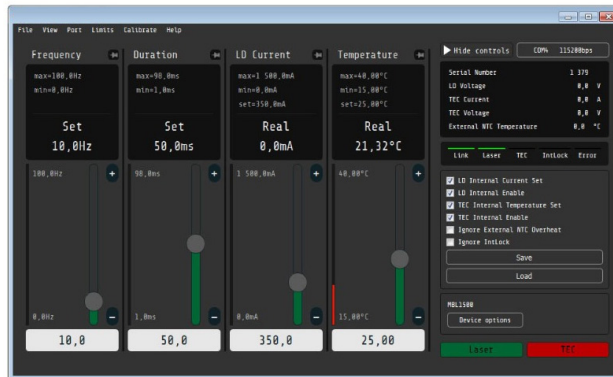 File View Port Limits Calibrate Help
Frequency
max=100,0Hz
min=0,0Hz
Set
10,0Hz
100,0Hz
+
0,0Hz
−
10,0
Duration
max=98,0ms
min=1,0ms
Set
50,0ms
98,0ms
+
1,0ms
−
50,0
LD Current
max=1 500,0mA
min=0,0mA
set=350,0mA
Real
0,0mA
1 500,0mA
+
0,0mA
−
350,0
Temperature
max=40,00°C
min=15,00°C
set=25,00°C
Real
21,32°C
40,00°C
+
15,00°C
−
25,00
Hide controls
115200bps
Serial Number 1 379
LD Voltage 0,0 V
TEC Current 0,0 A
TEC Voltage 0,0 V
External NTC Temperature 0,0 °C
Link Laser TEC IntLock Error
LD Internal Current Set
LD Internal Enable
TEC Internal Temperature Set
TEC Internal Enable
Ignore External NTC Overheat
Ignore IntLock
Save
Load
MBL1500
Device options
Laser TEC